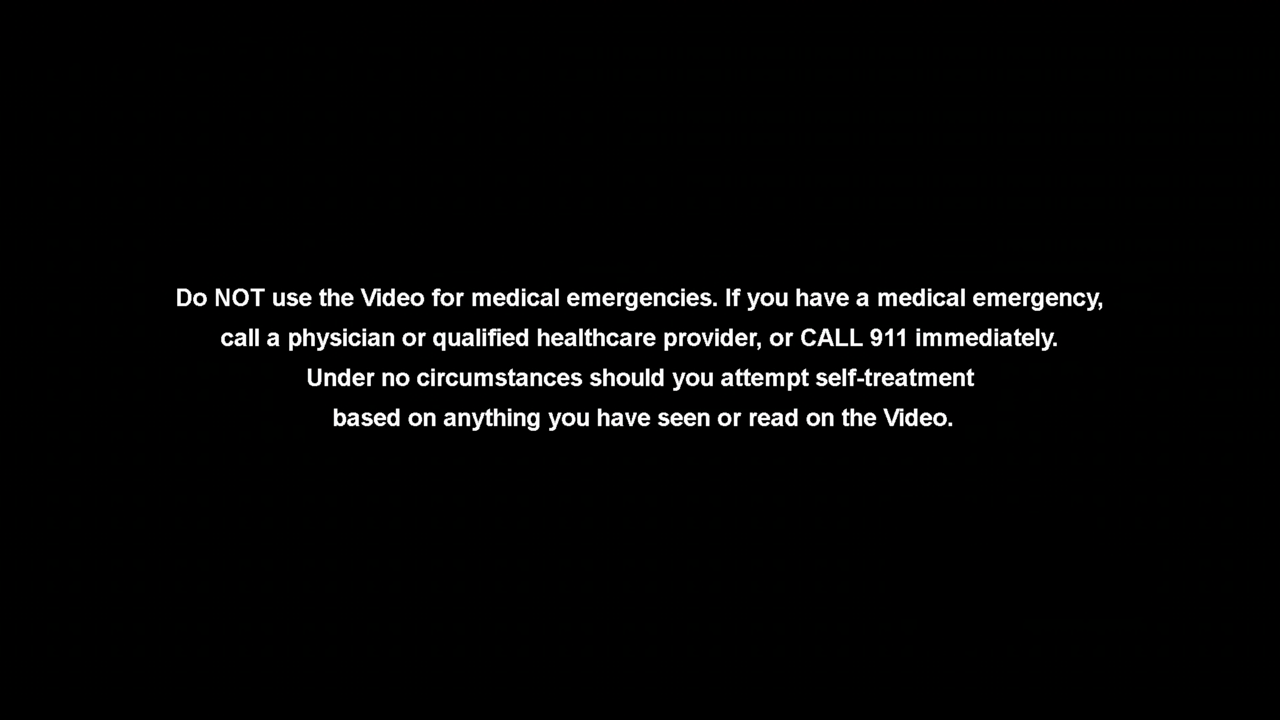 Do NOT use the Video for medical emergencies. If you have a medical emergency,
call a physician or qualified healthcare provider, or CALL 911 immediately.
Under no circumstances should you attempt self-treatment
based on anything you have seen or read on the Video.